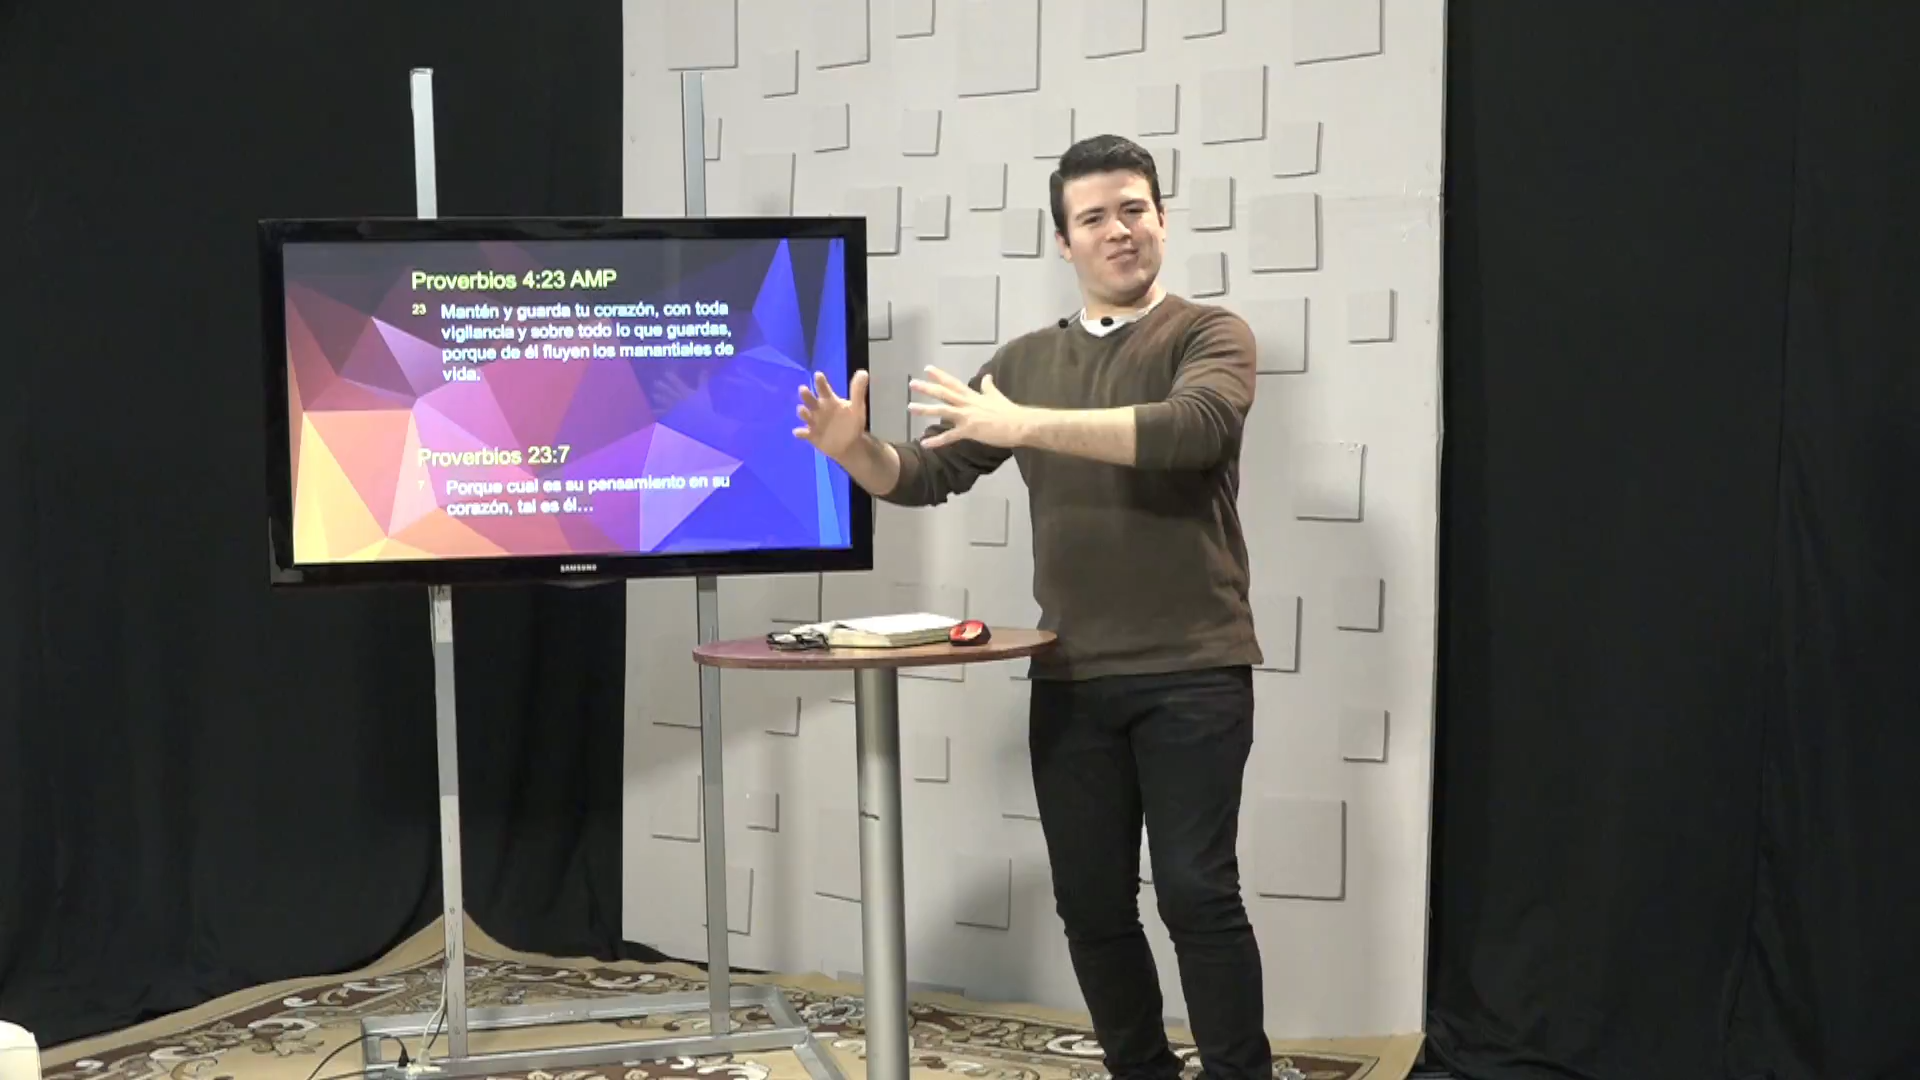 Proverbios 4:23 AMP
23 Mantén y guarda tu corazón, con toda
vigilancia y sobre todo lo que guardas,
porque de él fluyen los manantiales de
vida.
Proverbios 23:7
7 Porque cual es su pensamiento en su
corazón, tal es él...
SAMSUNG